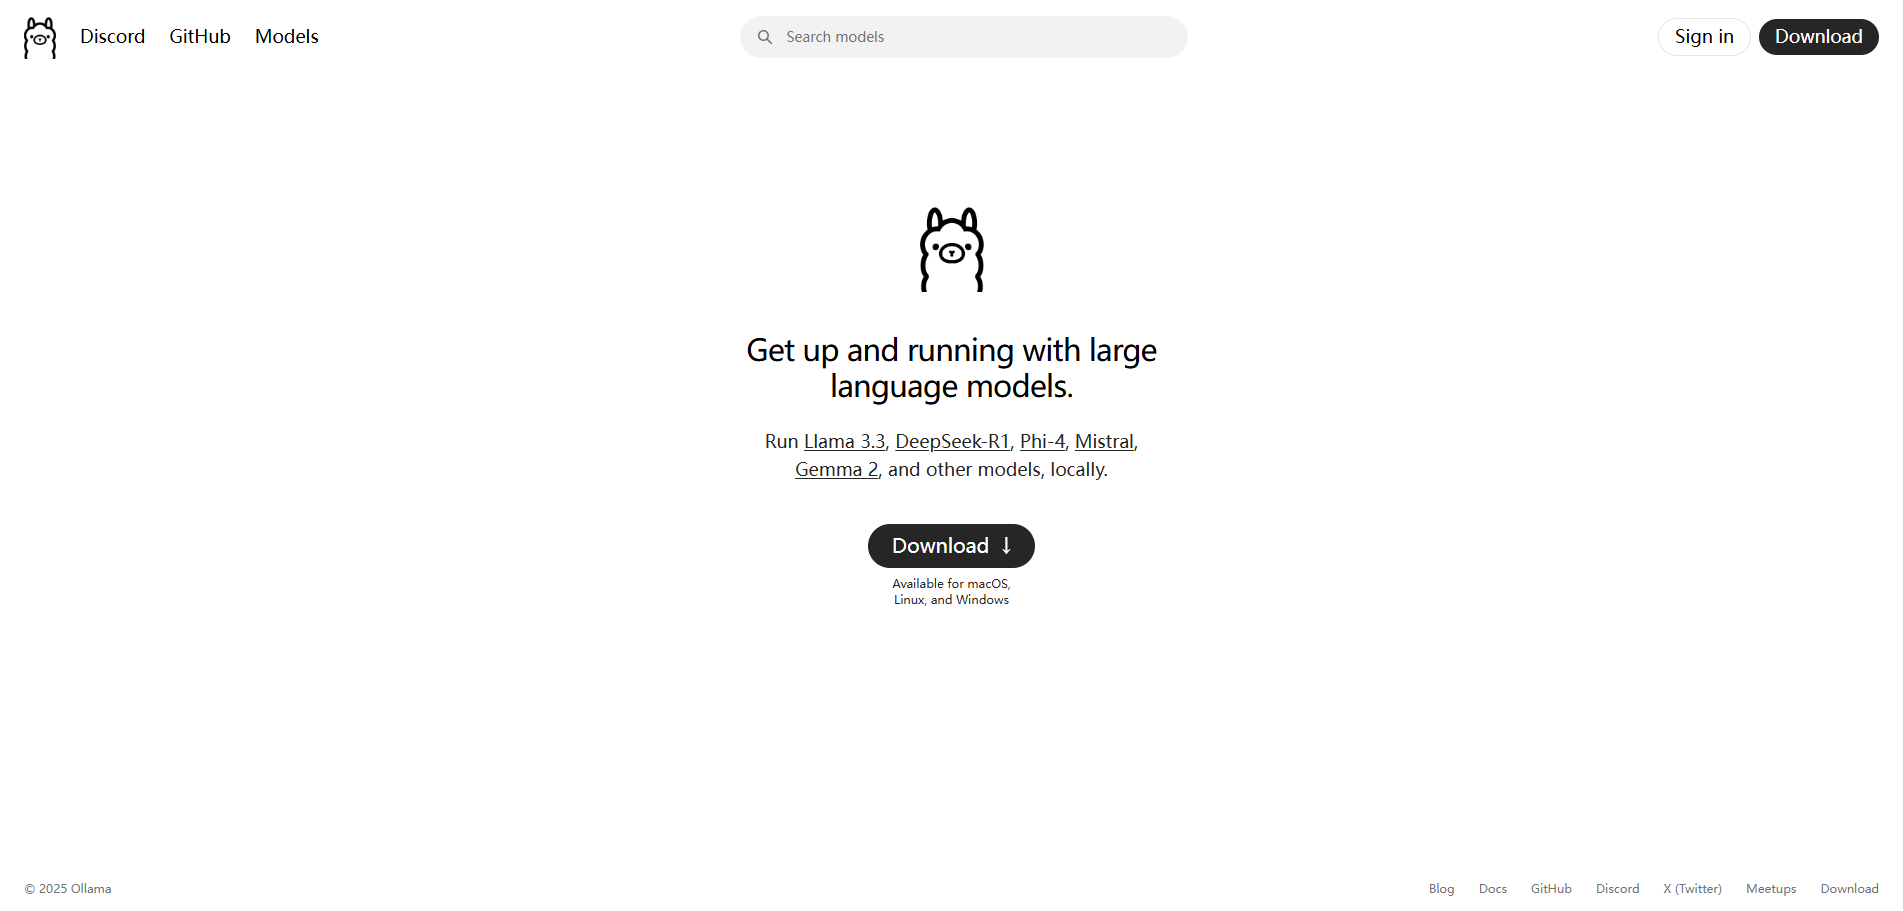 Discord GitHub Models Search models Sign in Download
Get up and running with large
language models.
Run Llama 3.3, DeepSeek-R1, Phi-4, Mistral,
Gemma 2, and other models, locally.
Download ↓
Available for macOS,
Linux, and Windows
© 2025 Ollama Blog Docs GitHub Discord X (Twitter) Meetups Download